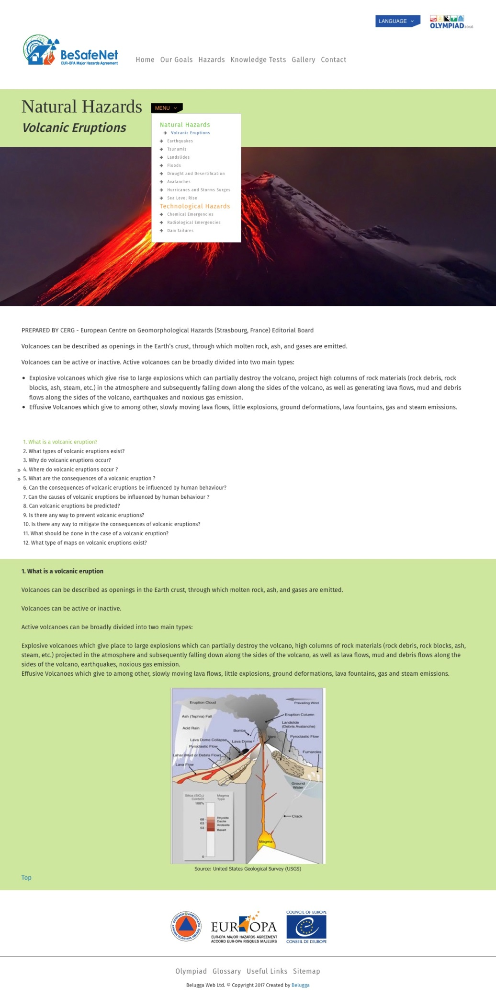 LANGUAGE
OLYMPIAD2016
BeSafeNet
EUR-OPA Major Hazards Agreement
Home Our Goals Hazards Knowledge Tests Gallery Contact
Natural Hazards
MENU
Volcanic Eruptions
Natural Hazards
Volcanic Eruptions
Earthquakes
Tsunamis
Landslides
Floods
Drought and Desertification
Avalanches
Hurricanes and Storms Surges
Sea Level Rise
Technological Hazards
Chemical Emergencies
Radiological Emergencies
Dam failures
PREPARED BY CERG - European Centre on Geomorphological Hazards (Strasbourg, France) Editorial Board
Volcanoes can be described as openings in the Earth’s crust, through which molten rock, ash, and gases are emitted.
Volcanoes can be active or inactive. Active volcanoes can be broadly divided into two main types:
• Explosive volcanoes which give rise to large explosions which can partially destroy the volcano, project high columns of rock materials (rock debris, rock
blocks, ash, steam, etc.) in the atmosphere and subsequently falling down along the sides of the volcano, as well as generating lava flows, mud and debris
flows along the sides of the volcano, earthquakes and noxious gas emission.
• Effusive Volcanoes which give to among other, slowly moving lava flows, little explosions, ground deformations, lava fountains, gas and steam emissions.
1. What is a volcanic eruption?
2. What types of volcanic eruptions exist?
3. Why do volcanic eruptions occur?
» 4. Where do volcanic eruptions occur ?
» 5. What are the consequences of a volcanic eruption ?
6. Can the consequences of volcanic eruptions be influenced by human behaviour?
7. Can the causes of volcanic eruptions be influenced by human behaviour ?
8. Can volcanic eruptions be predicted?
9. Is there any way to prevent volcanic eruptions?
10. Is there any way to mitigate the consequences of volcanic eruptions?
11. What should be done in the case of a volcanic eruption?
12. What type of maps on volcanic eruptions exist?
1. What is a volcanic eruption
Volcanoes can be described as openings in the Earth crust, through which molten rock, ash, and gases are emitted.
Volcanoes can be active or inactive.
Active volcanoes can be broadly divided into two main types:
Explosive volcanoes which give place to large explosions which can partially destroy the volcano, high columns of rock materials (rock debris, rock blocks, ash,
steam, etc.) projected in the atmosphere and subsequently falling down along the sides of the volcano, as well as lava flows, mud and debris flows along the
sides of the volcano, earthquakes, noxious gas emission.
Effusive Volcanoes which give to among other, slowly moving lava flows, little explosions, ground deformations, lava fountains, gas and steam emissions.
Eruption Cloud
Prevailing Wind
Ash (Tephra) Fall
Eruption Column
Landslide
(Debris Avalanche)
Acid Rain
Bombs
Vent
Pyroclastic Flow
Lava Dome Collapse
Lava Dome
Pyroclastic Flow
Fumaroles
Lahar (Mud or Debris Flow)
Lava Flow
Ground
Water
Silica (SiO2)
Content
Magma
Type
100%
68
63
53
0
Rhyolite
Dacite
Andesite
Basalt
Crack
Magma
Source: United States Geological Survey (USGS)
Top
ΚΥΠΡΙΑΚΗ ΔΗΜΟΚΡΑΤΙΑ
ΔΥΝΑΜΗ ΠΟΛΙΤΙΚΗΣ ΑΜΥΝΑΣ
EUR OPA
EUR-OPA MAJOR HAZARDS AGREEMENT
ACCORD EUR-OPA RISQUES MAJEURS
COUNCIL OF EUROPE
CONSEIL DE L'EUROPE
Olympiad Glossary Useful Links Sitemap
Belugga Web Ltd. © Copyright 2017 Created by Belugga